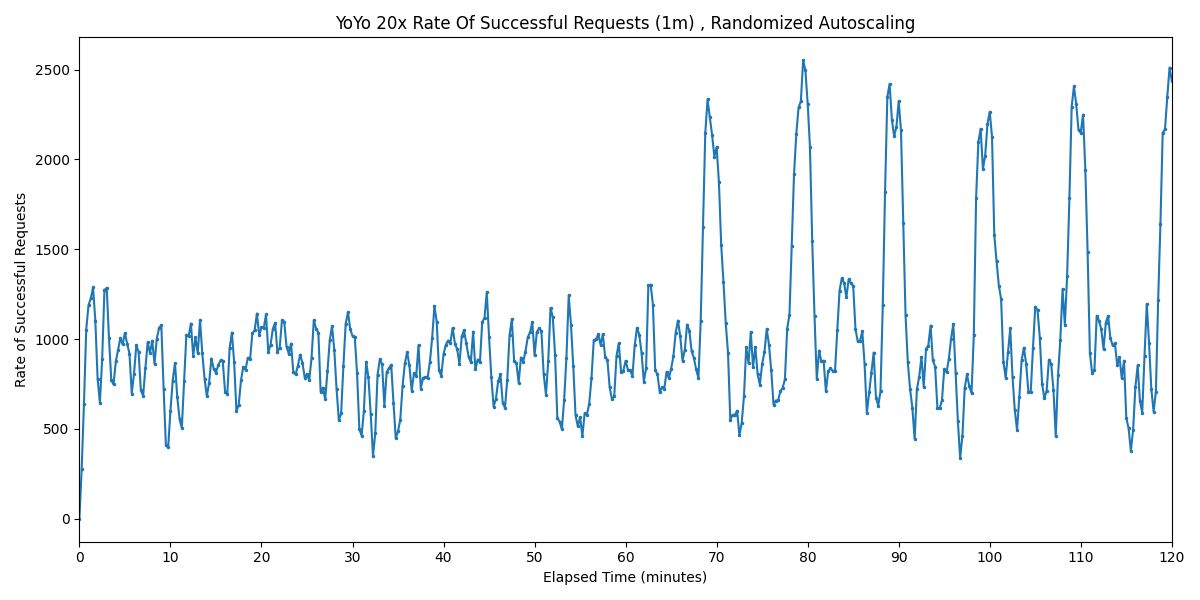 YoYo 20x Rate Of Successful Requests (1m) , Randomized Autoscaling
Rate of Successful Requests
2500
2000
1500
1000
500
0
0 10 20 30 40 50 60 70 80 90 100 110 120
Elapsed Time (minutes)